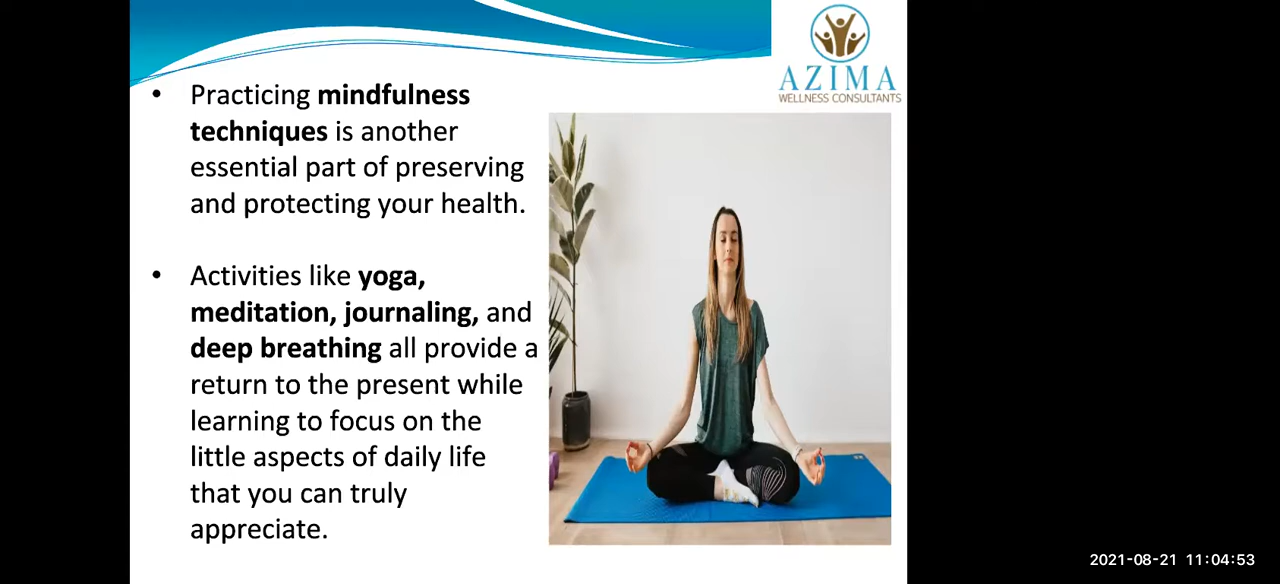 AZIMA
WELLNESS CONSULTANTS
• Practicing mindfulness
techniques is another
essential part of preserving
and protecting your health.
• Activities like yoga,
meditation, journaling, and
deep breathing all provide a
return to the present while
learning to focus on the
little aspects of daily life
that you can truly
appreciate.
2021-08-21 11:04:53